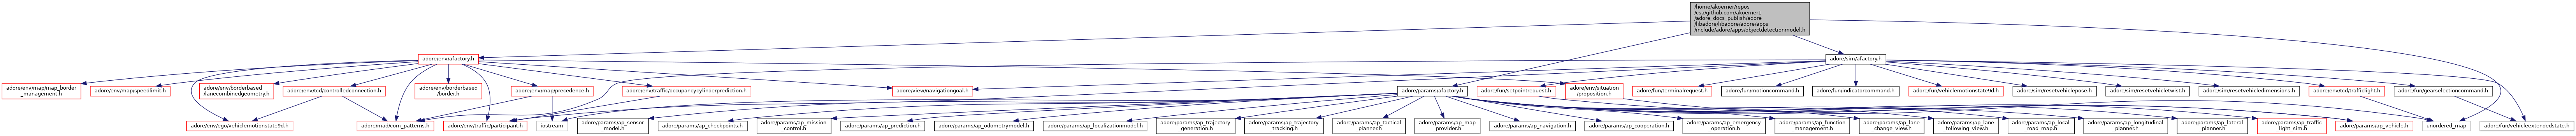 /home/akoerner/repos
/csa/github.com/akoerner1
/adore_docs_publish/adore
/libadore/libadore/adore/apps
/include/adore/apps/objectdetectionmodel.h
adore/env/afactory.h
adore/sim/afactory.h
adore/env/map/map_border
_management.h
adore/env/map/speedlimit.h
adore/env/borderbased
/lanecombinedgeometry.h
adore/env/tcd/controlledconnection.h
adore/env/borderbased
/border.h
adore/env/map/precedence.h
adore/env/traffic/occupancycylinderprediction.h
adore/view/navigationgoal.h
adore/params/afactory.h
adore/fun/setpointrequest.h
adore/env/situation
/proposition.h
adore/fun/terminalrequest.h
adore/fun/motioncommand.h
adore/fun/indicatorcommand.h
adore/fun/vehiclemotionstate9d.h
adore/sim/resetvehiclepose.h
adore/sim/resetvehicletwist.h
adore/sim/resetvehicledimensions.h
adore/env/tcd/trafficlight.h
adore/fun/gearselectioncommand.h
adore/env/ego/vehiclemotionstate9d.h
adore/mad/com_patterns.h
adore/env/traffic/participant.h
iostream
adore/params/ap_sensor
_model.h
adore/params/ap_checkpoints.h
adore/params/ap_mission
_control.h
adore/params/ap_prediction.h
adore/params/ap_odometrymodel.h
adore/params/ap_localizationmodel.h
adore/params/ap_trajectory
_generation.h
adore/params/ap_trajectory
_tracking.h
adore/params/ap_tactical
_planner.h
adore/params/ap_map
_provider.h
adore/params/ap_navigation.h
adore/params/ap_cooperation.h
adore/params/ap_emergency
_operation.h
adore/params/ap_function
_management.h
adore/params/ap_lane
_change_view.h
adore/params/ap_lane
_following_view.h
adore/params/ap_local
_road_map.h
adore/params/ap_longitudinal
_planner.h
adore/params/ap_lateral
_planner.h
adore/params/ap_traffic
_light_sim.h
adore/params/ap_vehicle.h
unordered_map
adore/fun/vehicleextendedstate.h